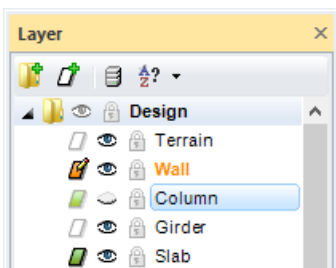 Layer
A Z ?
Design
Terrain
Wall
Column
Girder
Slab